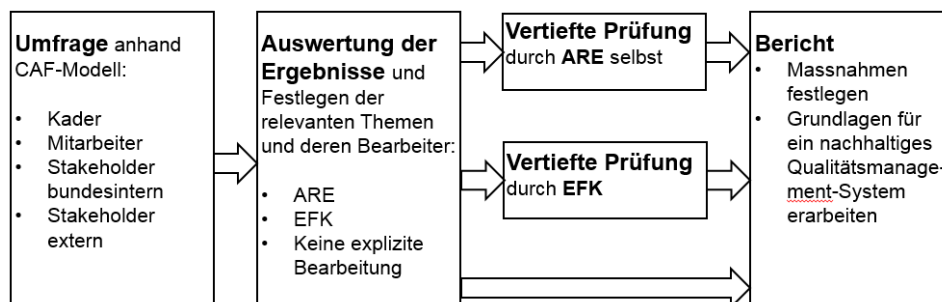 Umfrage anhand
CAF-Modell:
• Kader
• Mitarbeiter
• Stakeholder
bundesintern
• Stakeholder
extern
Auswertung der
Ergebnisse und
Festlegen der
relevanten Themen
und deren Bearbeiter:
• ARE
• EFK
• Keine explizite
Bearbeitung
Vertiefte Prüfung
durch ARE selbst
Vertiefte Prüfung
durch EFK
Bericht
• Massnahmen
festlegen
• Grundlagen für
ein nachhaltiges
Qualitätsmanage-
ment-System
erarbeiten